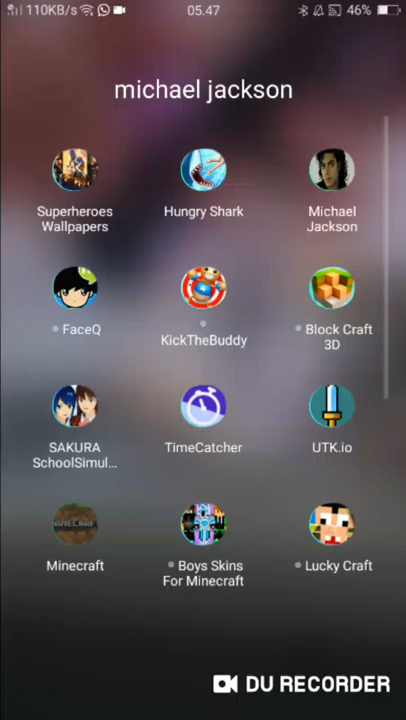 110KB/s 05.47 46%
michael jackson
Superheroes Wallpapers
Hungry Shark
Michael Jackson
FaceQ
KickTheBuddy
Block Craft 3D
SAKURA SchoolSimul...
TimeCatcher
UTK.io
Minecraft
Boys Skins For Minecraft
Lucky Craft
DU RECORDER